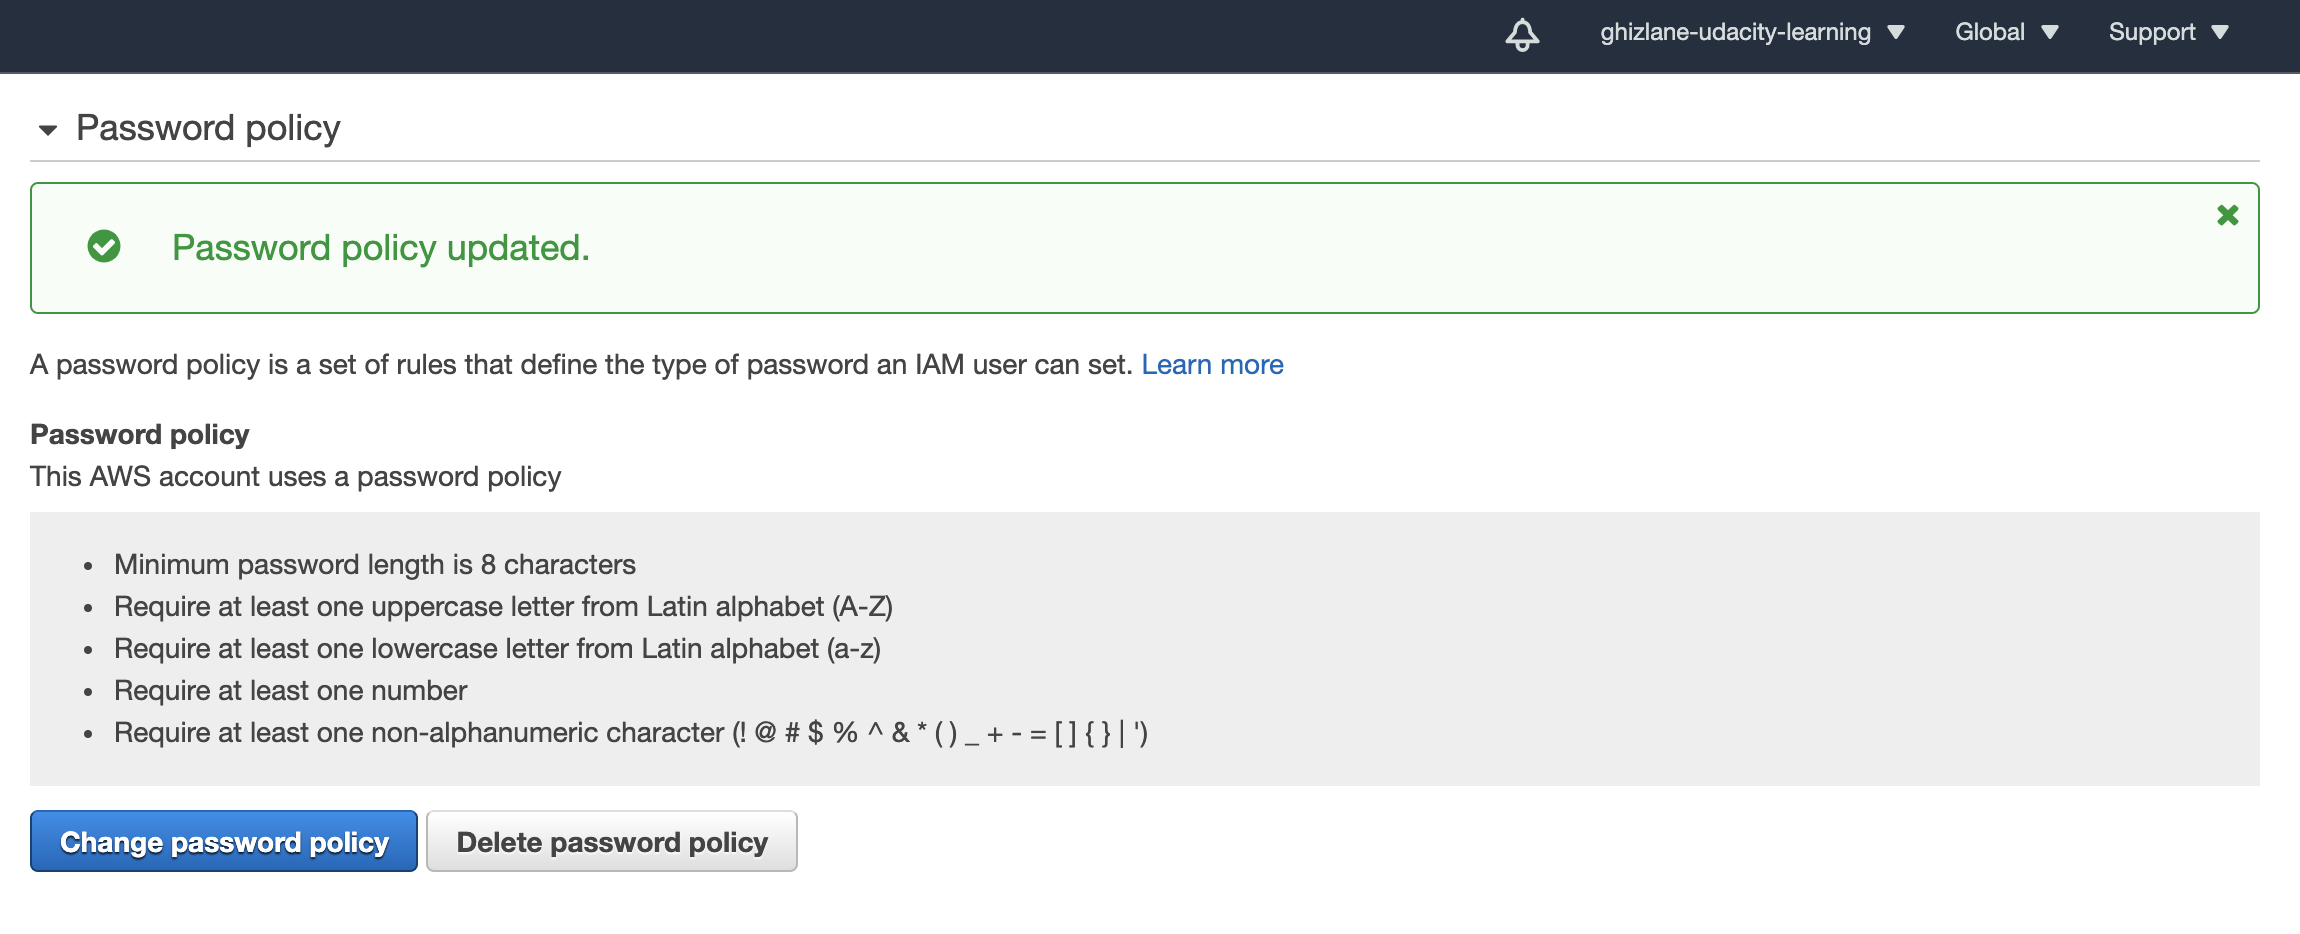 ghizlane-udacity-learning Global Support
Password policy
Password policy updated.
A password policy is a set of rules that define the type of password an IAM user can set. Learn more
Password policy
This AWS account uses a password policy
• Minimum password length is 8 characters
• Require at least one uppercase letter from Latin alphabet (A-Z)
• Require at least one lowercase letter from Latin alphabet (a-z)
• Require at least one number
• Require at least one non-alphanumeric character (! @ # $ % ^ & * ( ) _ + - = [ ] { } | ')
Change password policy Delete password policy